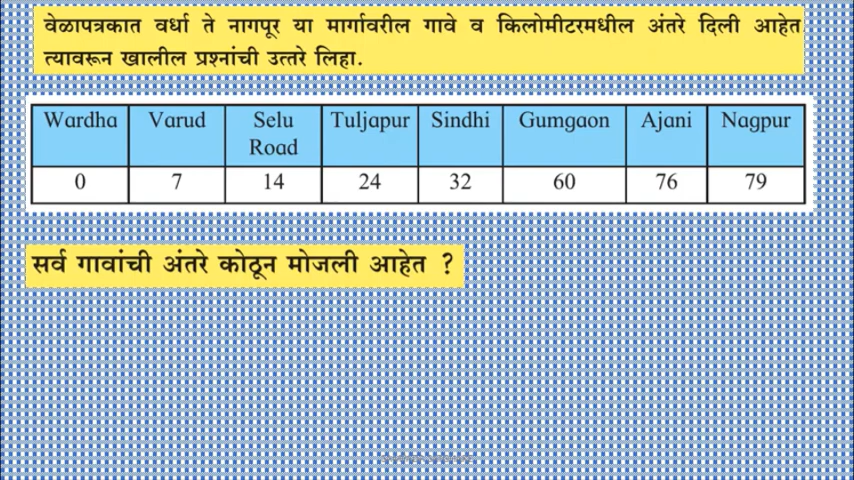 वेळापत्रकात वर्धा ते नागपूर या मार्गावरील गावे व किलोमीटरमधील अंतरे दिली आहेत
त्यावरून खालील प्रश्नांची उत्तरे लिहा.
Wardha Varud Selu Road Tuljapur Sindhi Gumgaon Ajani Nagpur
0 7 14 24 32 60 76 79
सर्व गावांची अंतरे कोठून मोजली आहेत ?